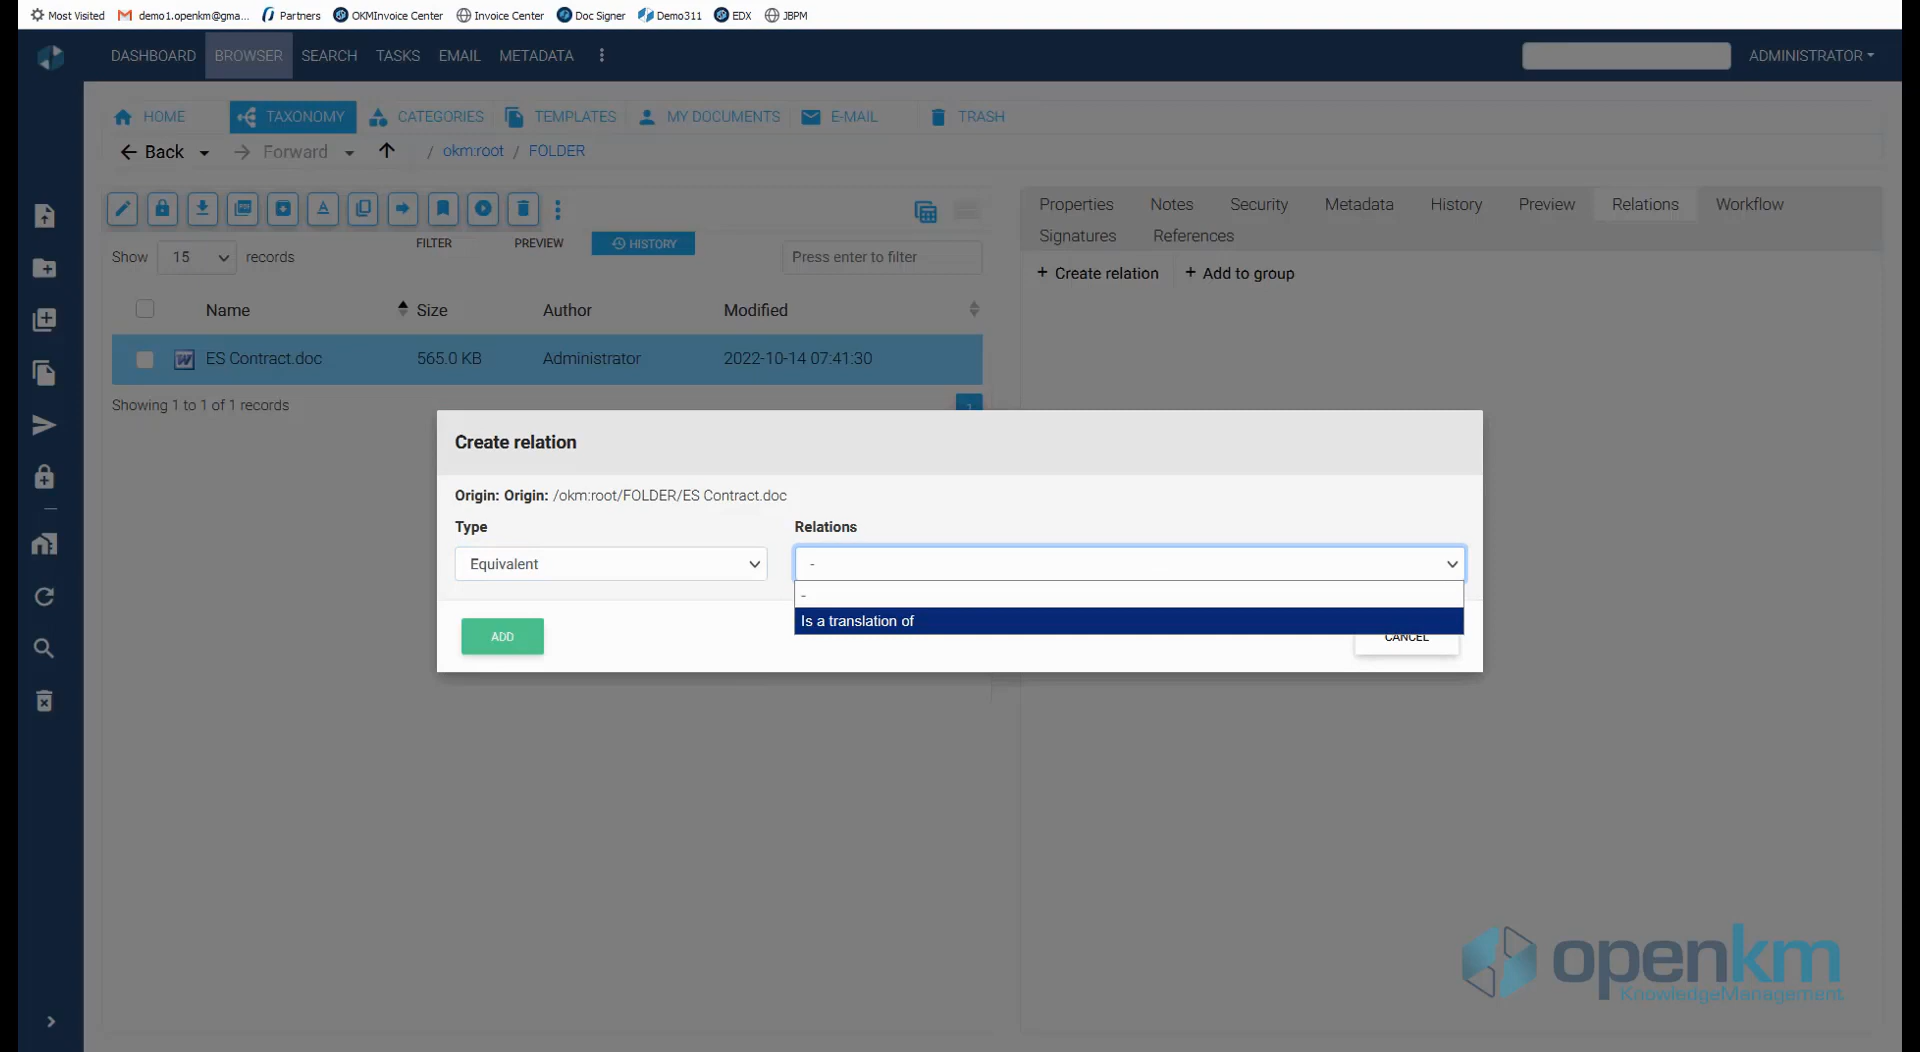 Most Visited demo1.openkm@gma... Partners OKMInvoice Center Invoice Center Doc Signer Demo311 EDX JBPM
DASHBOARD BROWSER SEARCH TASKS EMAIL METADATA ADMINISTRATOR
HOME TAXONOMY CATEGORIES TEMPLATES MY DOCUMENTS E-MAIL TRASH
Back Forward / okm:root / FOLDER
Properties Notes Security Metadata History Preview Relations Workflow
Signatures References
FILTER PREVIEW HISTORY
Show 15 records Press enter to filter
+ Create relation + Add to group
Name Size Author Modified
ES Contract.doc 565.0 KB Administrator 2022-10-14 07:41:30
Showing 1 to 1 of 1 records 1
Create relation
Origin: Origin: /okm:root/FOLDER/ES Contract.doc
Type Relations
Equivalent -
-
Is a translation of
ADD CANCEL
openkm
KnowledgeManagement